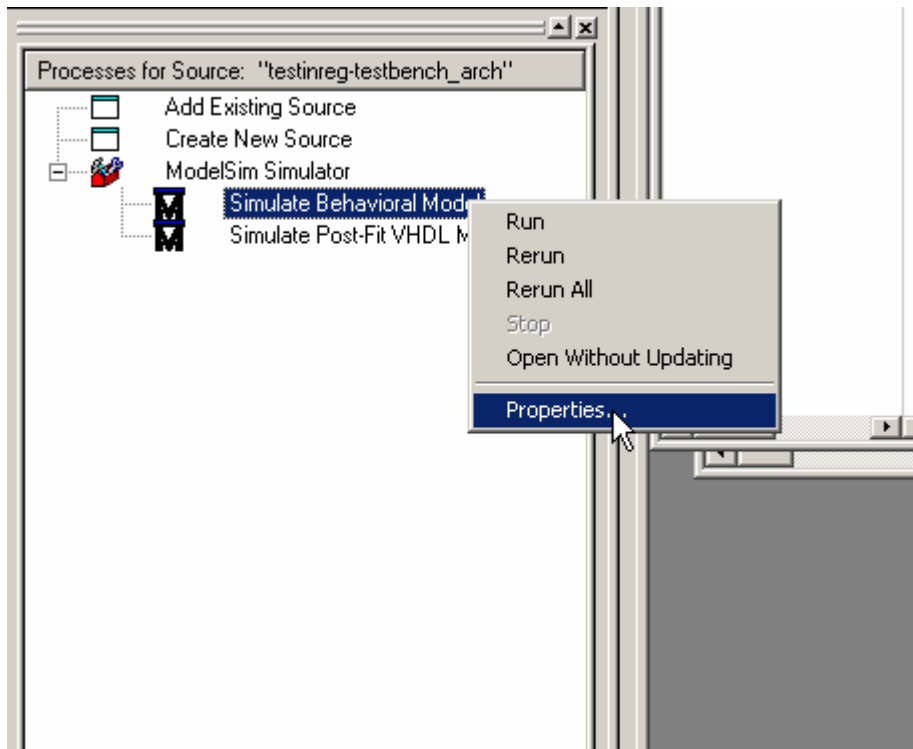 Processes for Source: "testinreg-testbench_arch"
Add Existing Source
Create New Source
ModelSim Simulator
Simulate Behavioral Model
Simulate Post-Fit VHDL M
Run
Rerun
Rerun All
Stop
Open Without Updating
Properties...